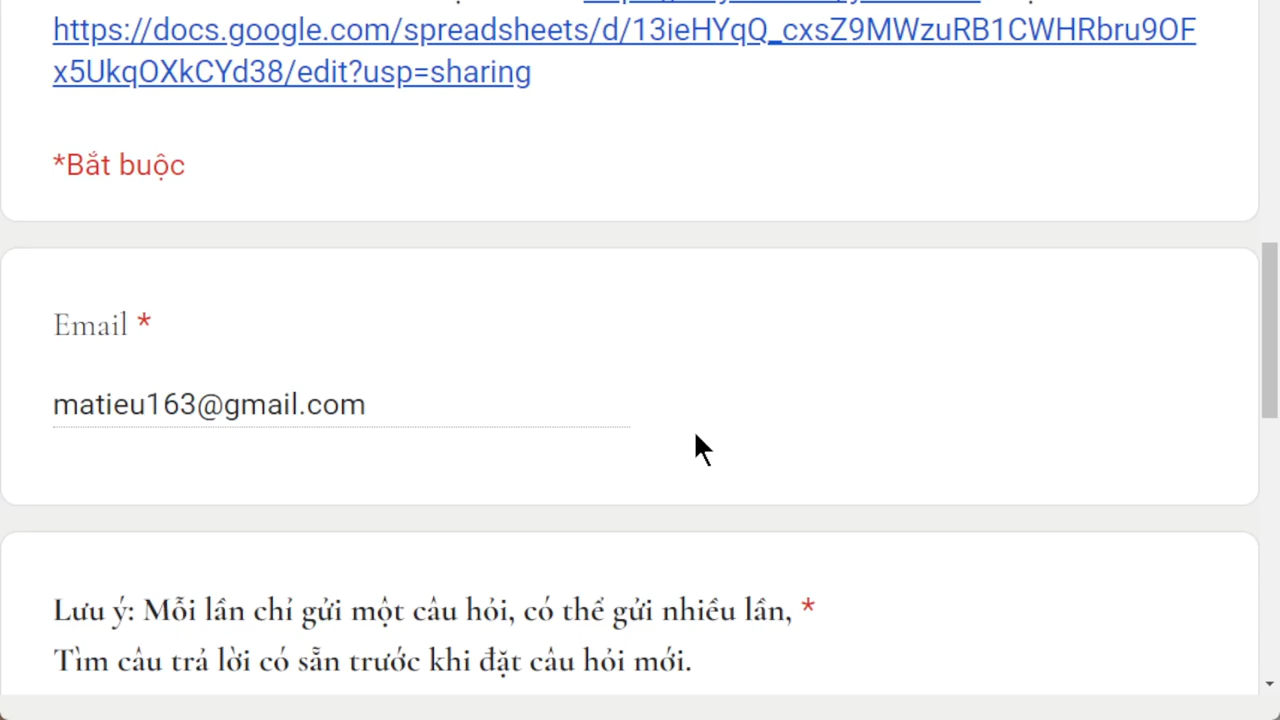 https://docs.google.com/spreadsheets/d/13ieHYqQ_cxsZ9MWzuRB1CWHRbru9OF
x5UkqOXkCYd38/edit?usp=sharing
*Bắt buộc
Email *
matieu163@gmail.com
Lưu ý: Mỗi lần chỉ gửi một câu hỏi, có thể gửi nhiều lần, *
Tìm câu trả lời có sẵn trước khi đặt câu hỏi mới.